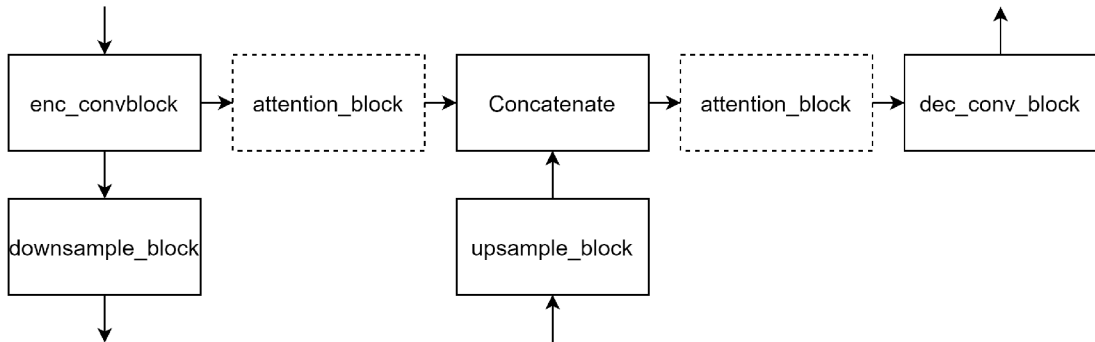 enc_convblock
attention_block
Concatenate
attention_block
dec_conv_block
downsample_block
upsample_block